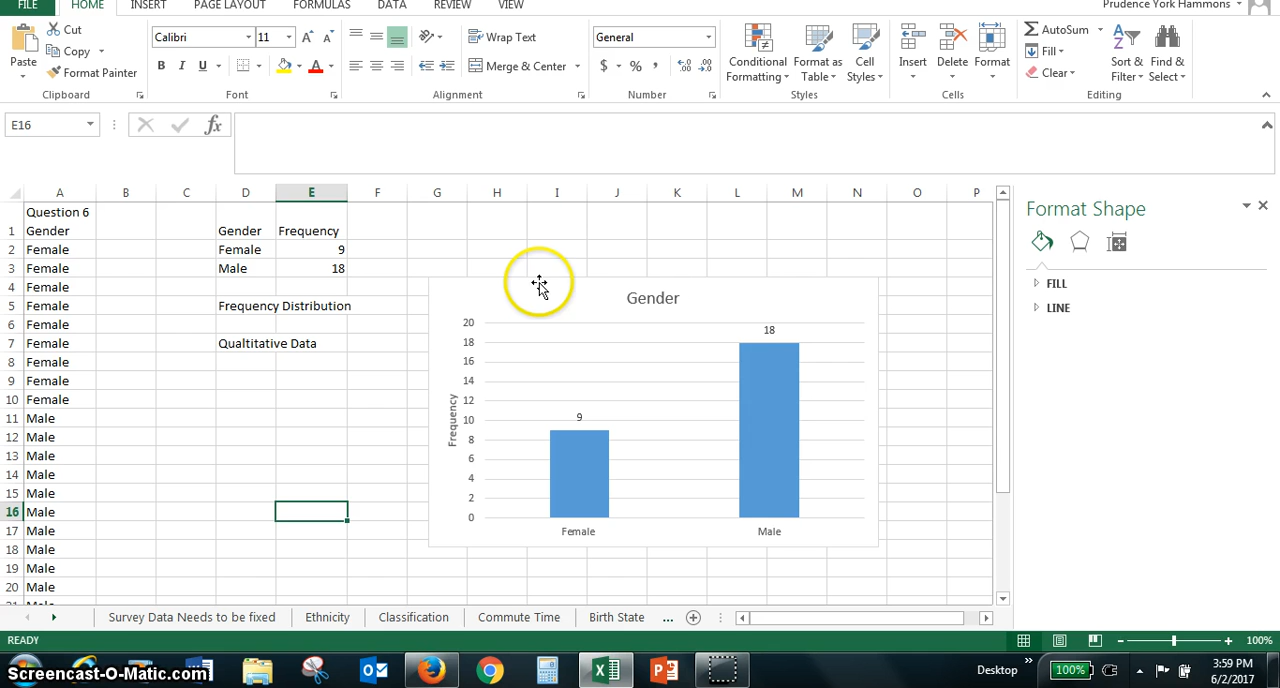 FILE HOME INSERT PAGE LAYOUT FORMULAS DATA REVIEW VIEW Prudence York Hammons
Paste Cut Copy Format Painter
Calibri 11
B I U A
Wrap Text
Merge & Center
General
$ % ,
Conditional Formatting
Format as Table
Cell Styles
Insert Delete Format
AutoSum
Fill
Clear
Sort & Filter
Find & Select
Clipboard Font Alignment Number Styles Cells Editing
E16 fx
A B C D E F G H I J K L M N O P
Question 6
1 Gender Gender Frequency
2 Female Female 9
3 Female Male 18
4 Female
5 Female Frequency Distribution
6 Female
7 Female Qualtitative Data
8 Female
9 Female
10 Female
11 Male
12 Male
13 Male
14 Male
15 Male
16 Male
17 Male
18 Male
19 Male
20 Male
Gender
Frequency
20
18
16
14
12
10
8
6
4
2
0
9
18
Female Male
Format Shape
FILL
LINE
Survey Data Needs to be fixed Ethnicity Classification Commute Time Birth State ...
READY 100%
Screencast-O-Matic.com
Desktop » 100% 3:59 PM
6/2/2017